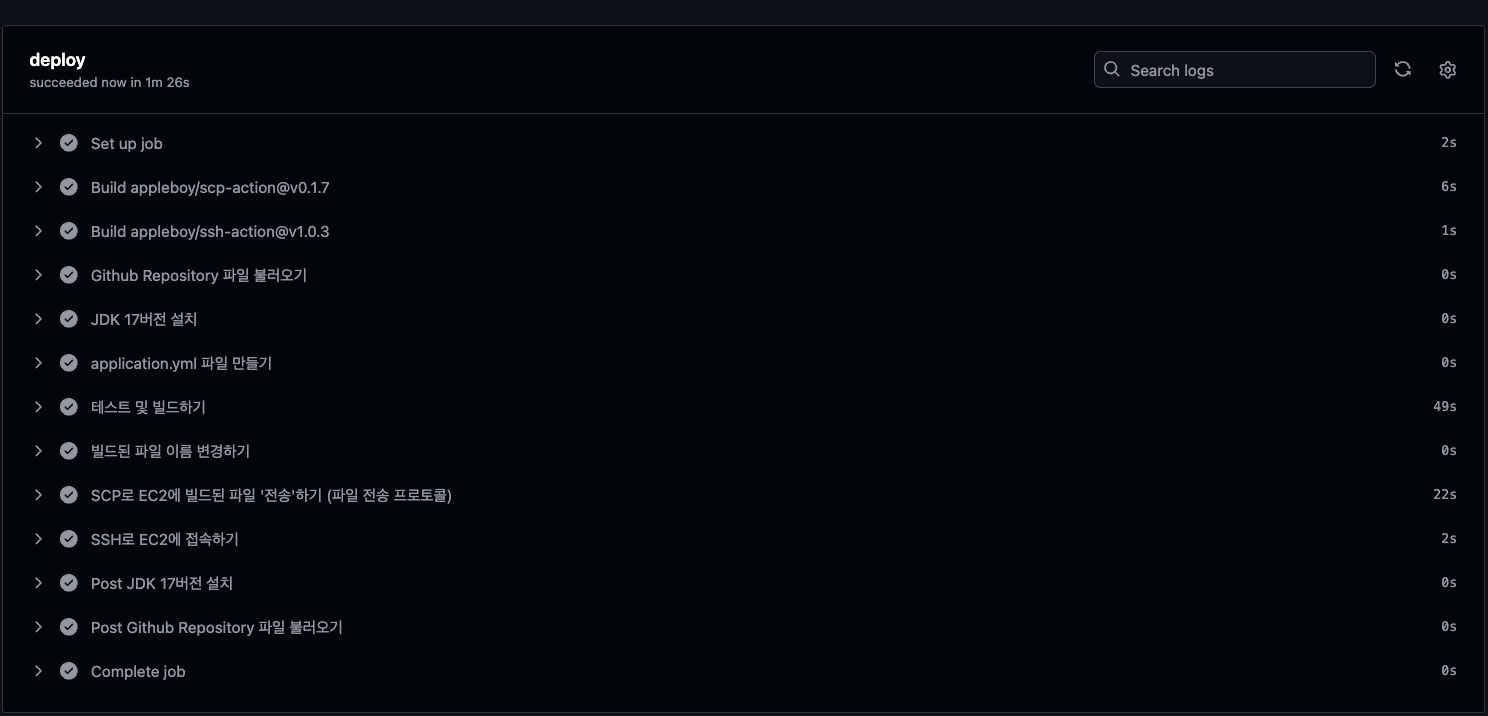 deploy
succeeded now in 1m 26s
Search logs
Set up job 2s
Build appleboy/scp-action@v0.1.7 6s
Build appleboy/ssh-action@v1.0.3 1s
Github Repository 파일 불러오기 0s
JDK 17버전 설치 0s
application.yml 파일 만들기 0s
테스트 및 빌드하기 49s
빌드된 파일 이름 변경하기 0s
SCP로 EC2에 빌드된 파일 '전송'하기 (파일 전송 프로토콜) 22s
SSH로 EC2에 접속하기 2s
Post JDK 17버전 설치 0s
Post Github Repository 파일 불러오기 0s
Complete job 0s